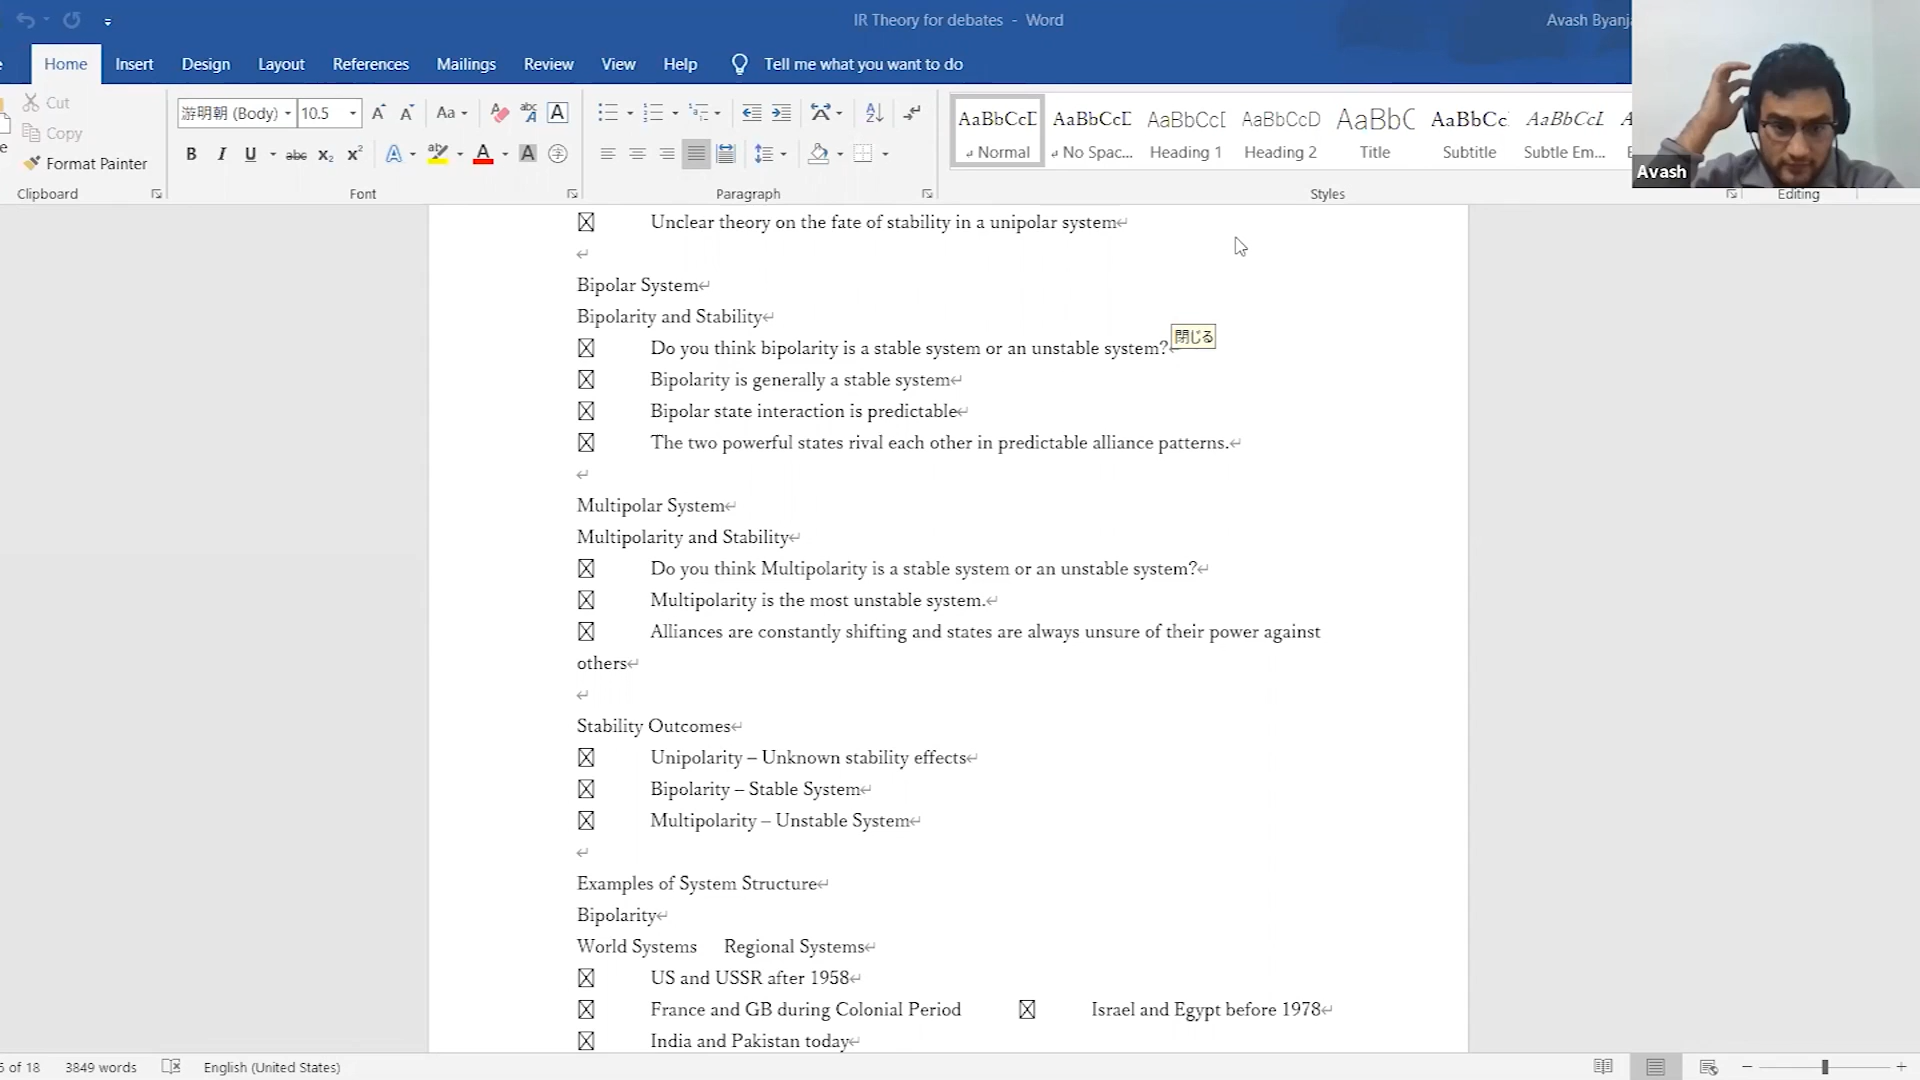 IR Theory for debates - Word
Avash Byanj
Home Insert Design Layout References Mailings Review View Help Tell me what you want to do
Cut
Copy
Format Painter
Clipboard
游明朝 (Body) 10.5
Font
Paragraph
AaBbCcD AaBbCcD AaBbCcD AaBbCcD AaBbC AaBbCc AaBbCcL
Normal No Spac... Heading 1 Heading 2 Title Subtitle Subtle Em...
Styles
Editing
Avash
Unclear theory on the fate of stability in a unipolar system
Bipolar System
Bipolarity and Stability
閉じる
Do you think bipolarity is a stable system or an unstable system?
Bipolarity is generally a stable system
Bipolar state interaction is predictable
The two powerful states rival each other in predictable alliance patterns.
Multipolar System
Multipolarity and Stability
Do you think Multipolarity is a stable system or an unstable system?
Multipolarity is the most unstable system.
Alliances are constantly shifting and states are always unsure of their power against
others
Stability Outcomes
Unipolarity – Unknown stability effects
Bipolarity – Stable System
Multipolarity – Unstable System
Examples of System Structure
Bipolarity
World Systems Regional Systems
US and USSR after 1958
France and GB during Colonial Period Israel and Egypt before 1978
India and Pakistan today
of 18 3849 words English (United States)